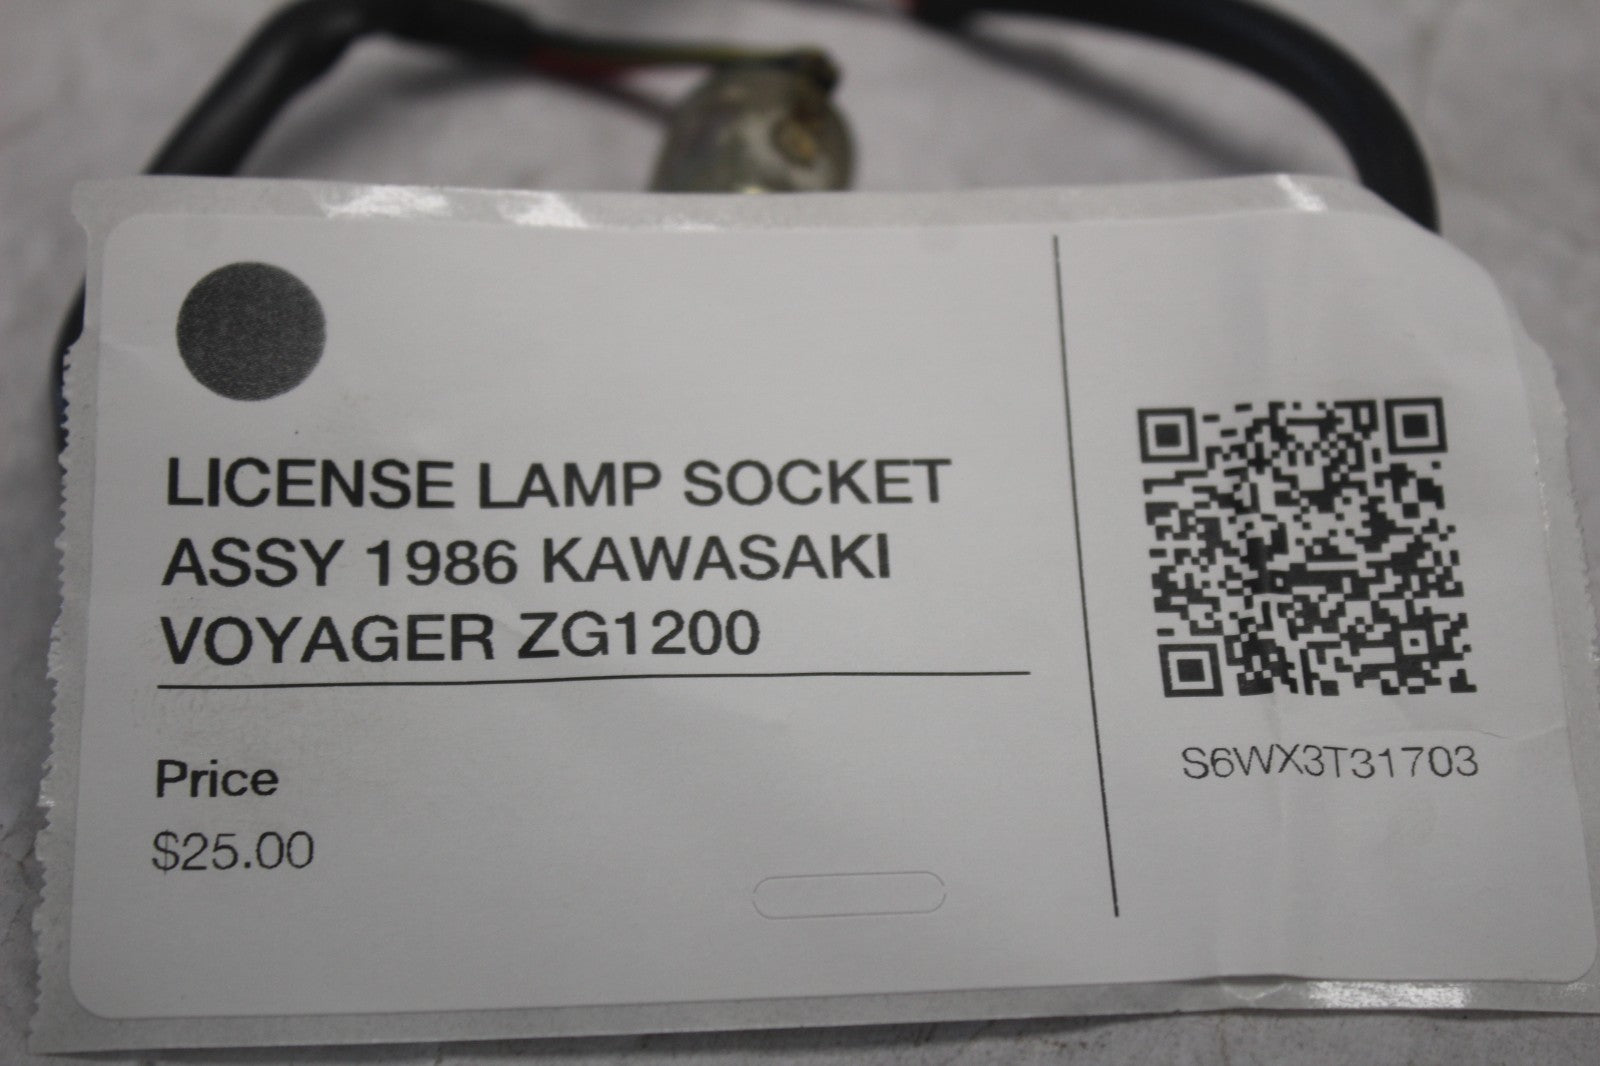 LICENSE LAMP SOCKET
ASSY 1986 KAWASAKI
VOYAGER ZG1200
Price
$25.00
S6WX3T31703